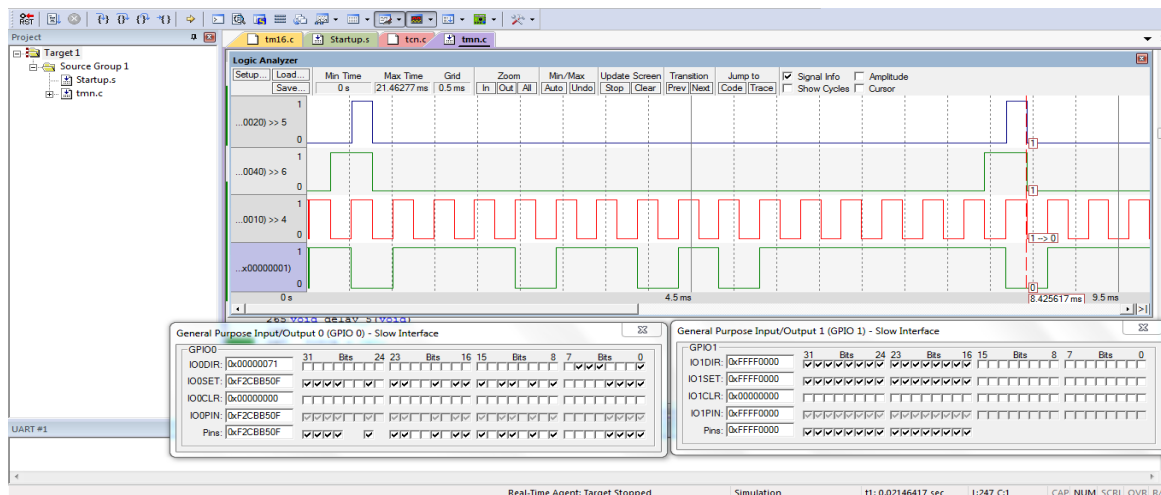 RST
Project
Target 1
Source Group 1
Startup.s
tmn.c
tm16.c Startup.s tcn.c tmn.c
Logic Analyzer
Setup... Load... Min Time Max Time Grid Zoom Min/Max Update Screen Transition Jump to Signal Info Amplitude
Save... 0 s 21.46277 ms 0.5 ms In Out All Auto Undo Stop Clear Prev Next Code Trace Show Cycles Cursor
1
...0020) >> 5
0
1
1
...0040) >> 6
0
1
1
...0010) >> 4
0
1 --> 0
1
...x00000001)
0
0
0 s 4.5 ms 8.425617 ms 9.5 ms
265 void delay_5(void)
General Purpose Input/Output 0 (GPIO 0) - Slow Interface
GPIO0
31 Bits 24 23 Bits 16 15 Bits 8 7 Bits 0
IO0DIR: 0x00000071
IO0SET: 0xF2CBB50F
IO0CLR: 0x00000000
IO0PIN: 0xF2CBB50F
Pins: 0xF2CBB50F
General Purpose Input/Output 1 (GPIO 1) - Slow Interface
GPIO1
31 Bits 24 23 Bits 16 15 Bits 8 7 Bits 0
IO1DIR: 0xFFFF0000
IO1SET: 0xFFFF0000
IO1CLR: 0x00000000
IO1PIN: 0xFFFF0000
Pins: 0xFFFF0000
UART #1
Real-Time Agent: Target Stopped Simulation t1: 0.02146417 sec L:247 C:1 CAP NUM SCRL OVR